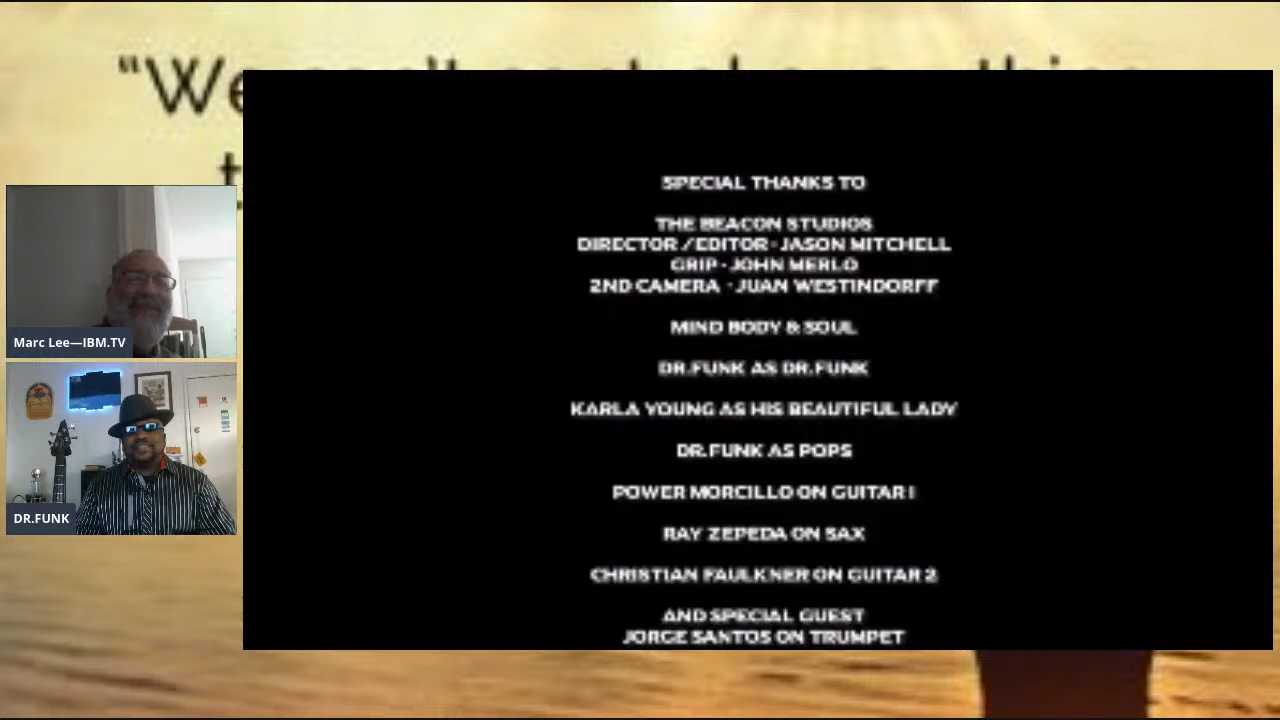 “We
SPECIAL THANKS TO
THE BEACON STUDIOS
DIRECTOR / EDITOR - JASON MITCHELL
GRIP - JOHN MERLO
2ND CAMERA - JUAN WESTINDORFF
MIND BODY & SOUL
DR.FUNK AS DR.FUNK
KARLA YOUNG AS HIS BEAUTIFUL LADY
DR.FUNK AS POPS
POWER MORCILLO ON GUITAR 1
RAY ZEPEDA ON SAX
CHRISTIAN FAULKNER ON GUITAR 2
AND SPECIAL GUEST
JORGE SANTOS ON TRUMPET
Marc Lee—IBM.TV
DR.FUNK